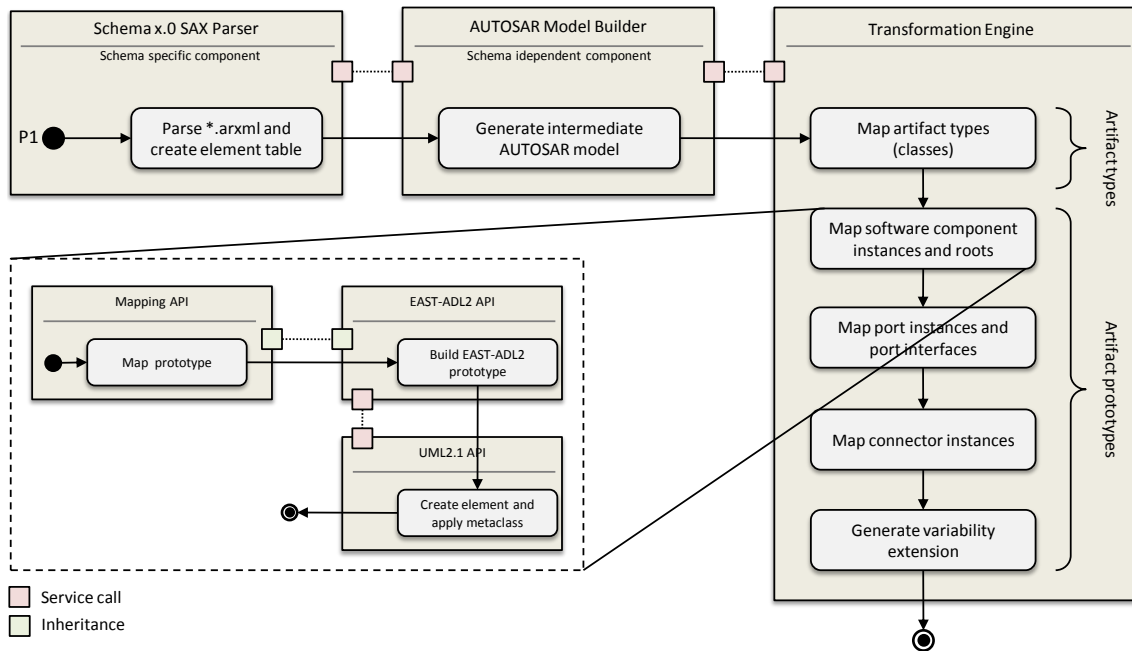 Schema x.0 SAX Parser
Schema specific component
P1
Parse *.arxml and
create element table
AUTOSAR Model Builder
Schema idependent component
Generate intermediate
AUTOSAR model
Transformation Engine
Map artifact types
(classes)
Artifact types
Map software component
instances and roots
Map port instances and
port interfaces
Map connector instances
Generate variability
extension
Artifact prototypes
Mapping API
Map prototype
EAST-ADL2 API
Build EAST-ADL2
prototype
UML2.1 API
Create element and
apply metaclass
Service call
Inheritance